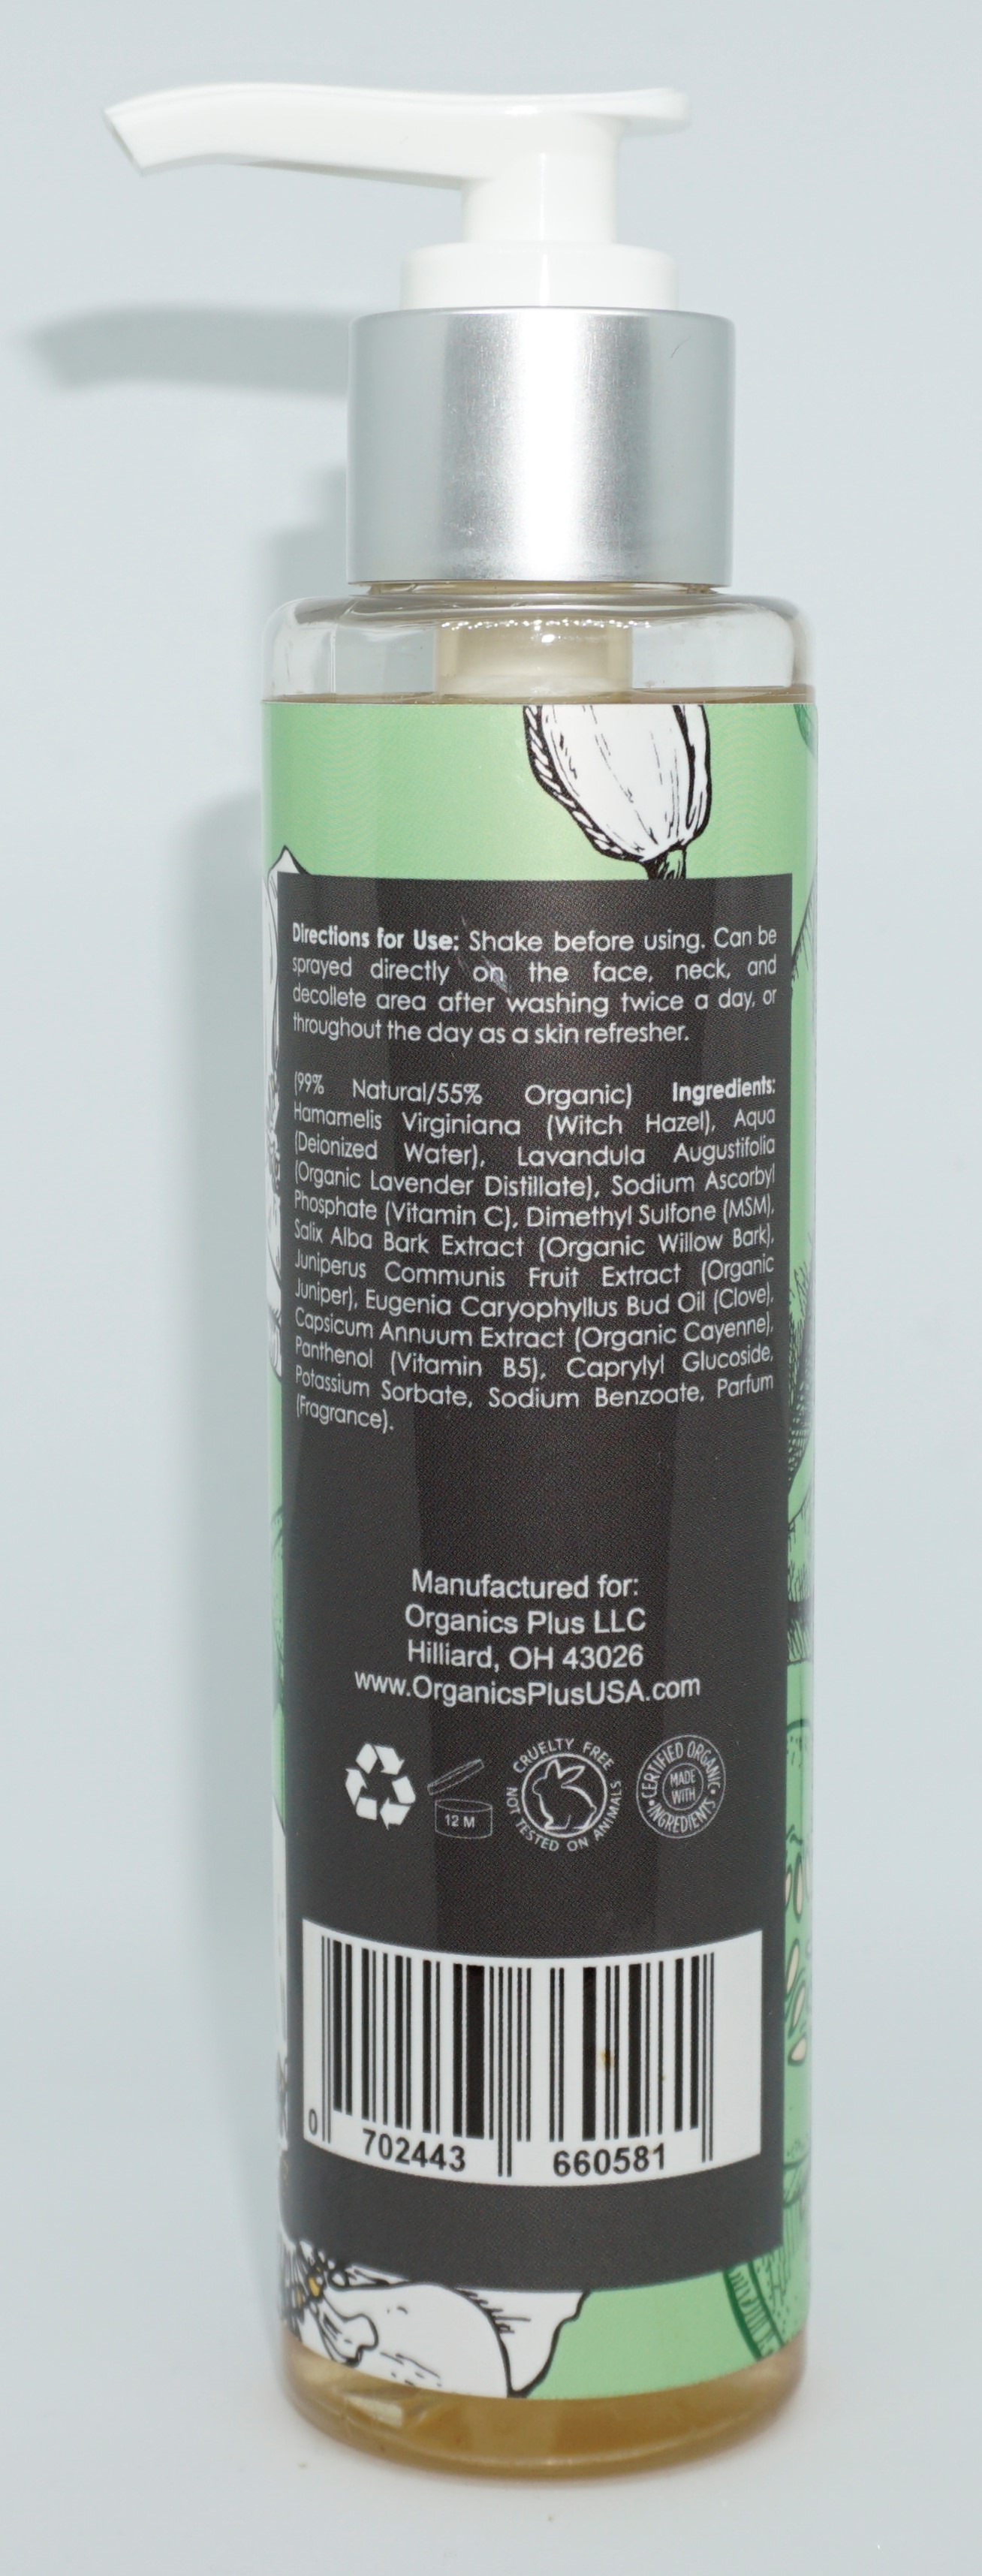 Directions for Use: Shake before using. Can be
sprayed directly on the face, neck, and
decollete area after washing twice a day, or
throughout the day as a skin refresher.
(99% Natural/55% Organic) Ingredients:
Hamamelis Virginiana (Witch Hazel), Aqua
(Deionized Water), Lavandula Augustifolia
(Organic Lavender Distillate), Sodium Ascorbyl
Phosphate (Vitamin C), Dimethyl Sulfone (MSM),
Salix Alba Bark Extract (Organic Willow Bark),
Juniperus Communis Fruit Extract (Organic
Juniper), Eugenia Caryophyllus Bud Oil (Clove),
Capsicum Annuum Extract (Organic Cayenne),
Panthenol (Vitamin B5), Caprylyl Glucoside,
Potassium Sorbate, Sodium Benzoate, Parfum
(Fragrance).
Manufactured for:
Organics Plus LLC
Hilliard, OH 43026
www.OrganicsPlusUSA.com
12 M
CRUELTY FREE
NOT TESTED ON ANIMALS
CERTIFIED ORGANIC
MADE
WITH
INGREDIENTS
0 702443 660581